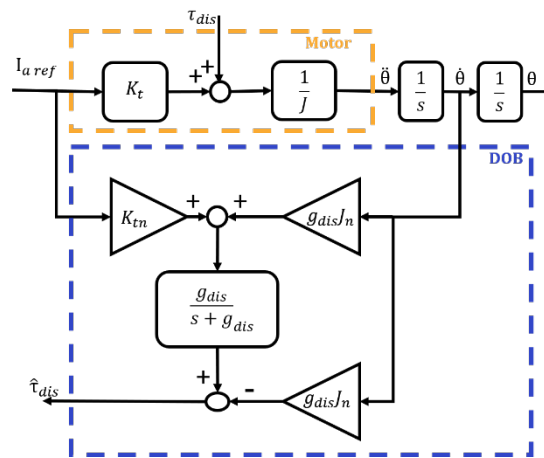 τ_dis
Motor
I_a ref
K_t
+
+
1/J
θ̈
1/s
θ̇
1/s
θ
DOB
K_tn
+
+
g_dis J_n
g_dis/(s + g_dis)
+
-
g_dis J_n
τ̂_dis